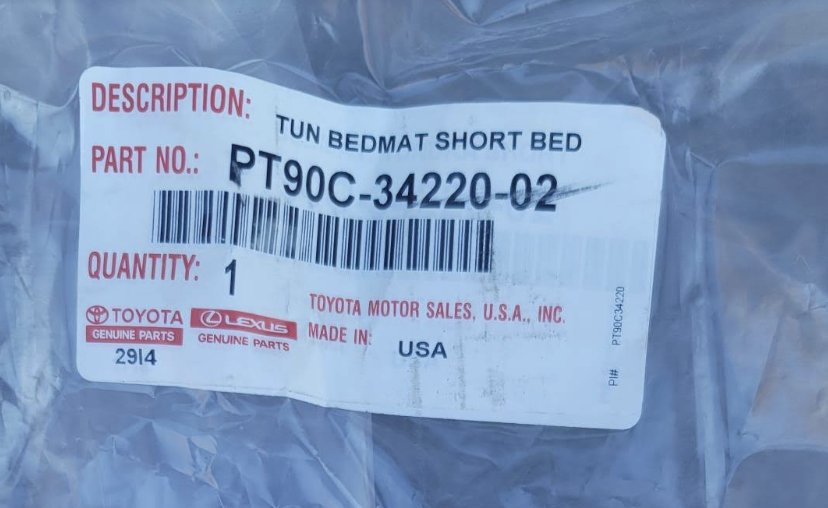 DESCRIPTION: TUN BEDMAT SHORT BED
PART NO.: PT90C-34220-02
QUANTITY: 1
TOYOTA
GENUINE PARTS
2914
LEXUS
GENUINE PARTS
TOYOTA MOTOR SALES, U.S.A., INC.
MADE IN: USA
PI# PT90C34220